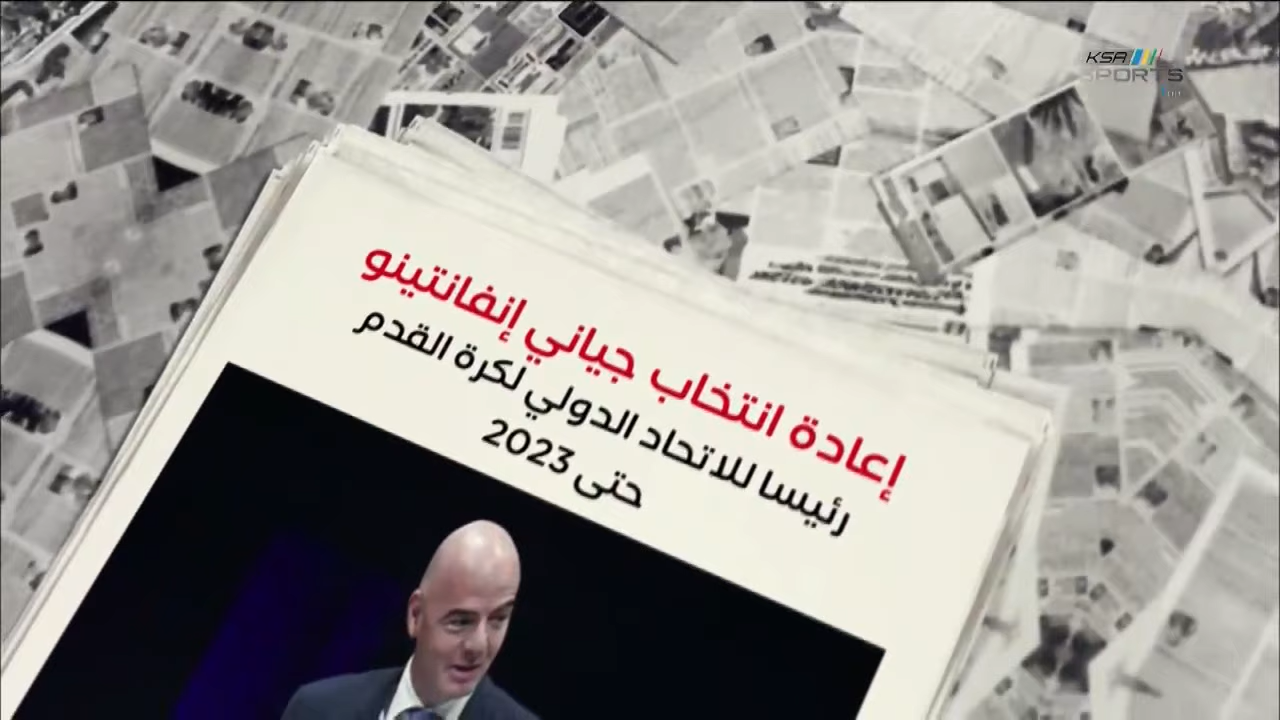 KSA
SPORTS
إعادة انتخاب جياني إنفانتينو
رئيسا للاتحاد الدولي لكرة القدم
حتى 2023